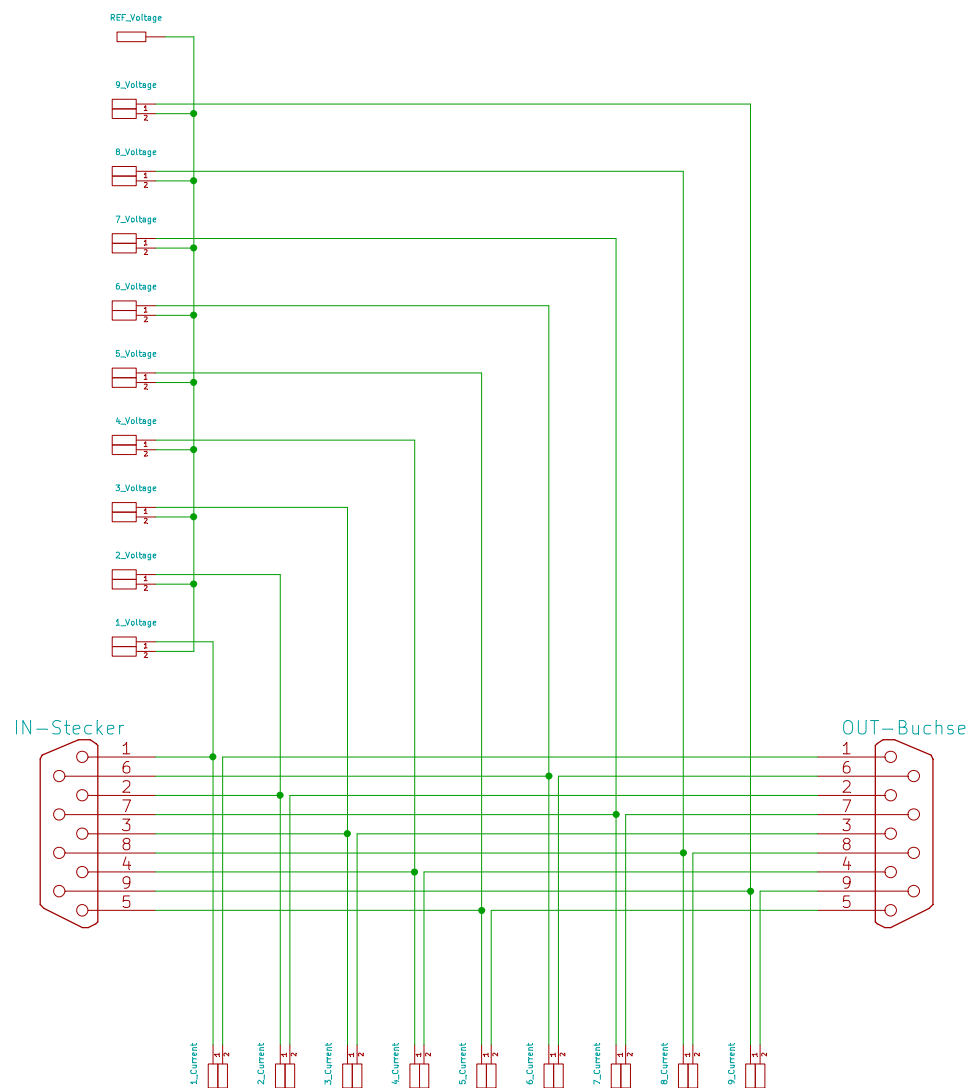 REF_Voltage
9_Voltage
1
2
8_Voltage
1
2
7_Voltage
1
2
6_Voltage
1
2
5_Voltage
1
2
4_Voltage
1
2
3_Voltage
1
2
2_Voltage
1
2
1_Voltage
1
2
IN-Stecker
1
6
2
7
3
8
4
9
5
OUT-Buchse
1
6
2
7
3
8
4
9
5
1_Current
1
2
2_Current
1
2
3_Current
1
2
4_Current
1
2
5_Current
1
2
6_Current
1
2
7_Current
1
2
8_Current
1
2
9_Current
1
2